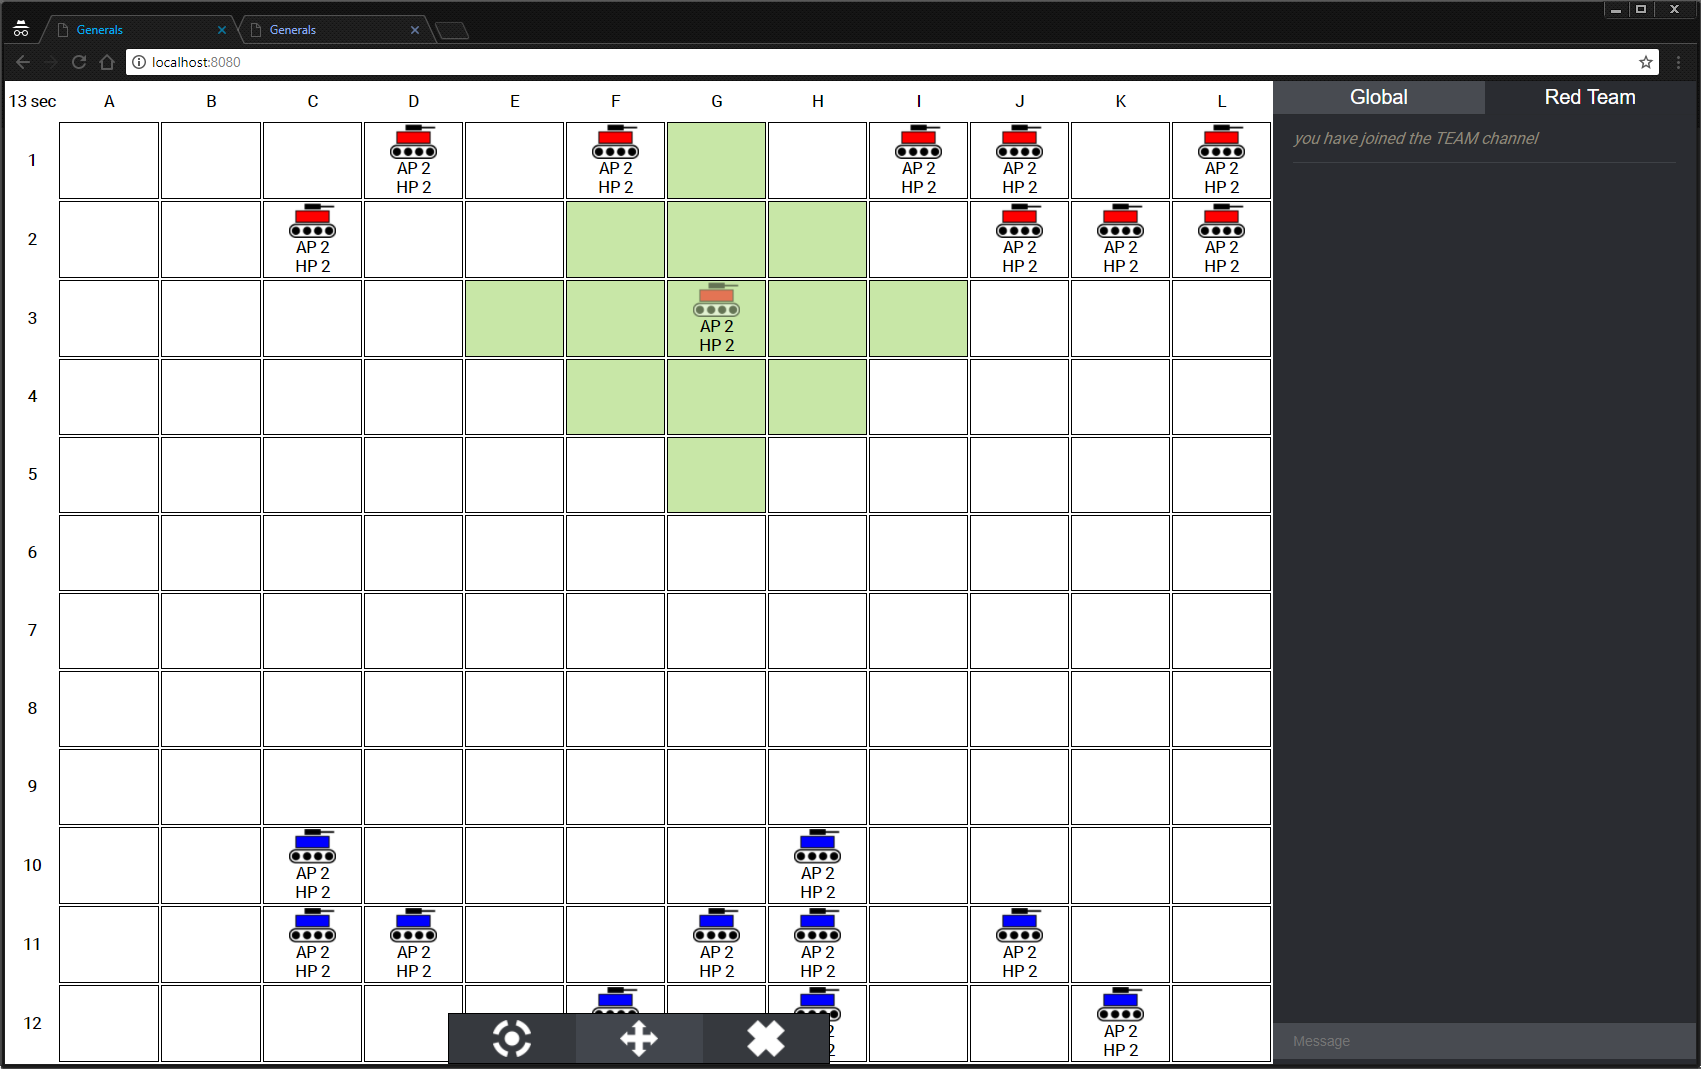 Generals
Generals
localhost:8080
13 sec A B C D E F G H I J K L
Global Red Team
you have joined the TEAM channel
1
AP 2 AP 2 AP 2 AP 2 AP 2
HP 2 HP 2 HP 2 HP 2 HP 2
2
AP 2 AP 2 AP 2 AP 2
HP 2 HP 2 HP 2 HP 2
3
AP 2
HP 2
4
5
6
7
8
9
10
AP 2 AP 2
HP 2 HP 2
11
AP 2 AP 2 AP 2 AP 2 AP 2
HP 2 HP 2 HP 2 HP 2 HP 2
12
2 AP 2
2 HP 2
Message